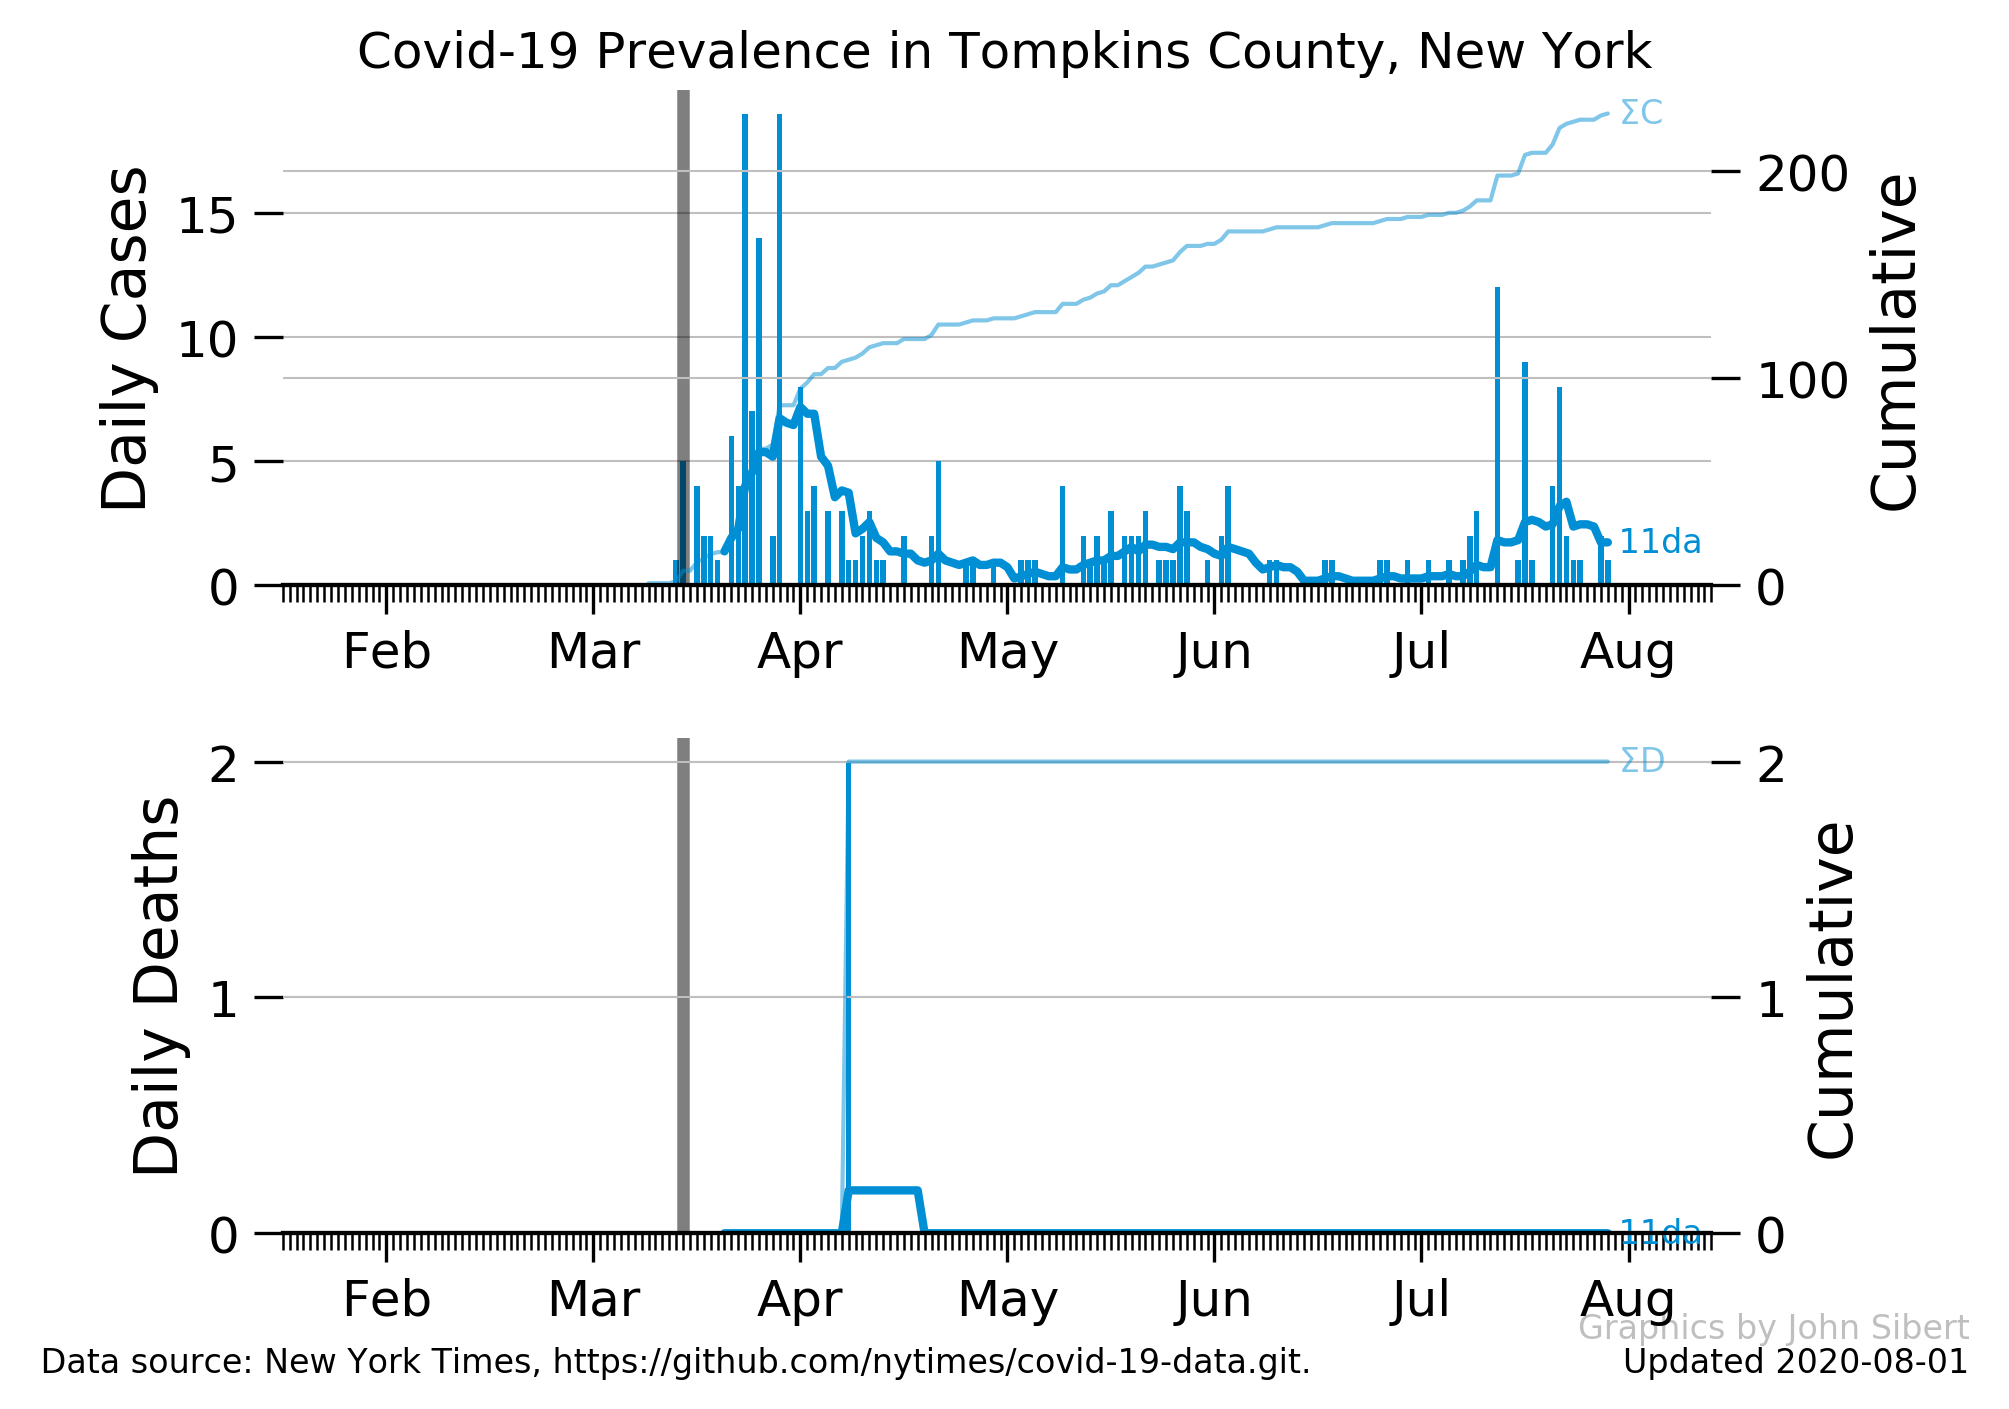 Covid-19 Prevalence in Tompkins County, New York
Daily Cases
15
10
5
0
ΣC
11da
200
100
0
Cumulative
Feb Mar Apr May Jun Jul Aug
Daily Deaths
2
1
0
ΣD
11da
2
1
0
Cumulative
Feb Mar Apr May Jun Jul Aug
Graphics by John Sibert
Data source: New York Times, https://github.com/nytimes/covid-19-data.git.
Updated 2020-08-01